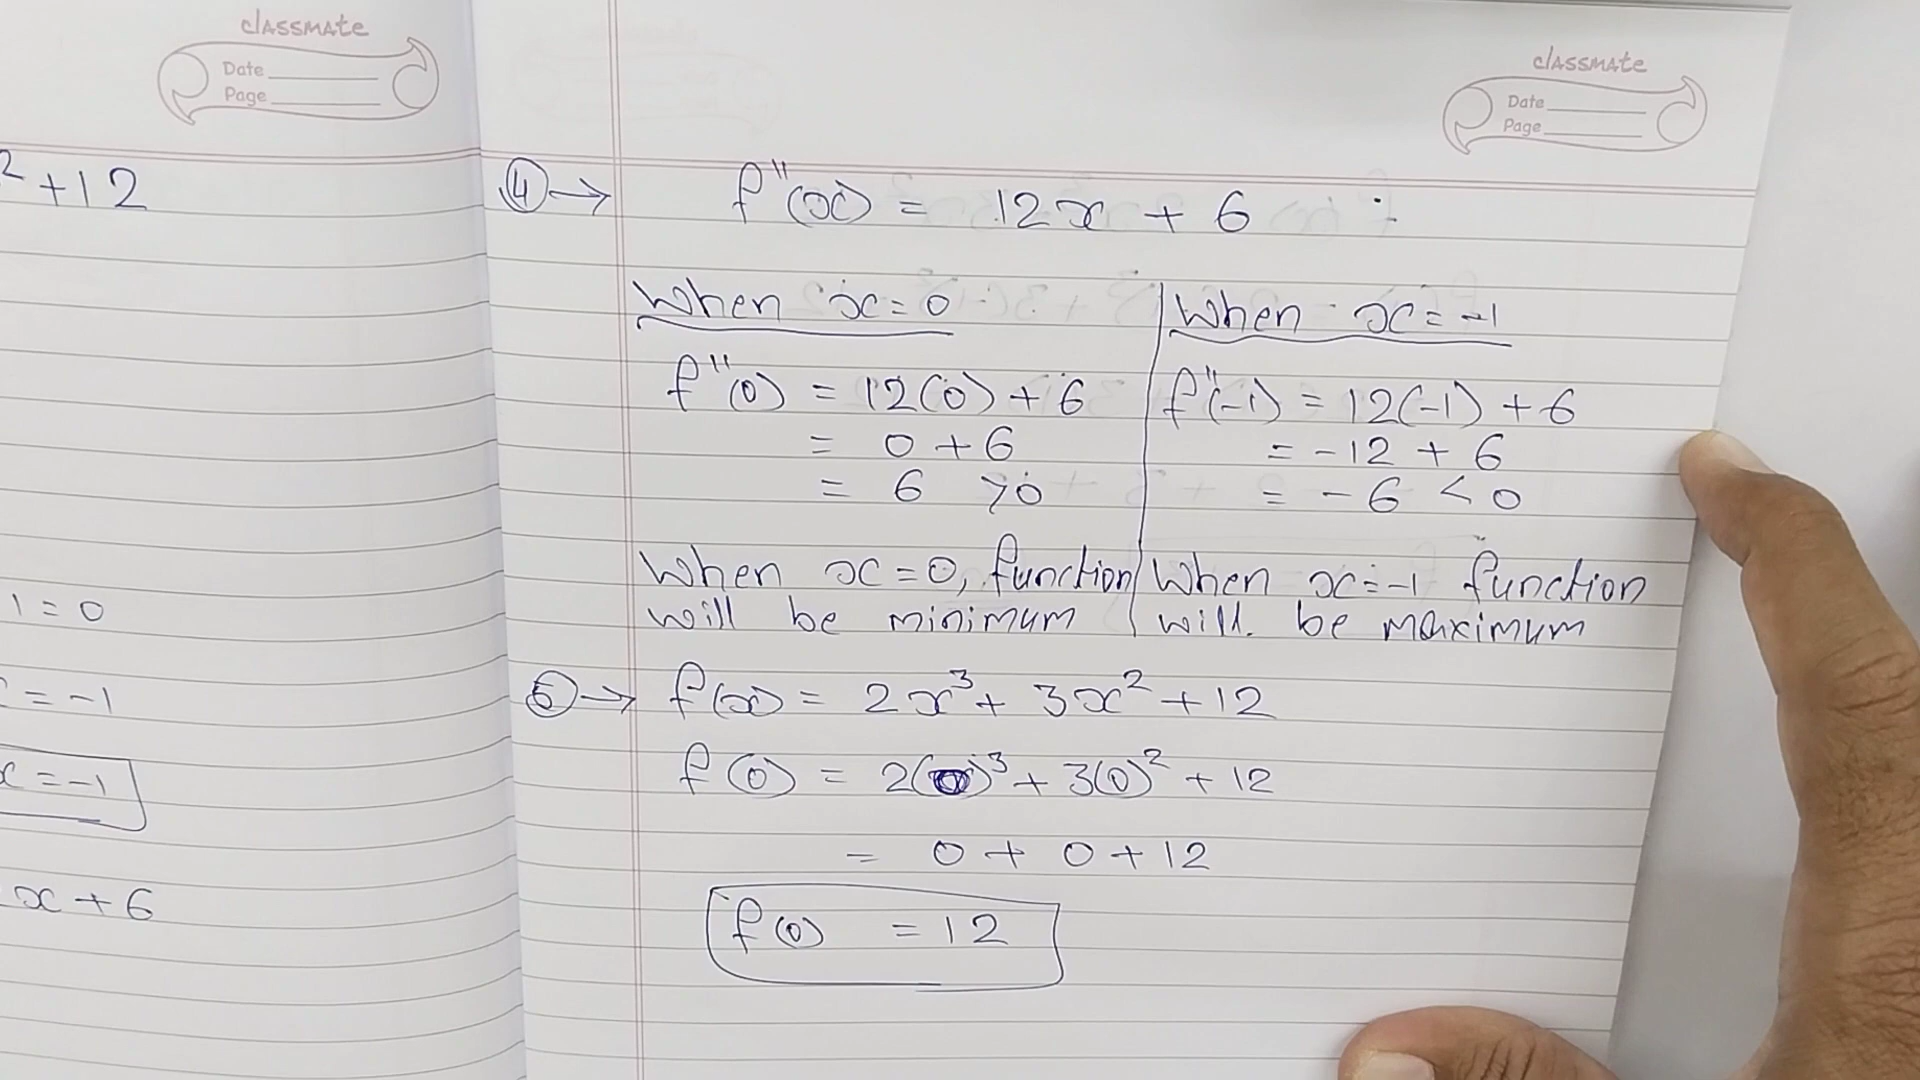 classmate
Date
Page
² + 12
1 = 0
= -1
x = -1
x + 6
classmate
Date
Page
④→ f''(x) = 12x + 6
When x = 0
f''(0) = 12(0) + 6
= 0 + 6
= 6 > 0
When x = 0, function
will be minimum
When x = -1
f''(-1) = 12(-1) + 6
= -12 + 6
= -6 < 0
When x = -1 function
will be maximum
⑤→ f(x) = 2x³ + 3x² + 12
f(0) = 2(0)³ + 3(0)² + 12
= 0 + 0 + 12
f(0) = 12